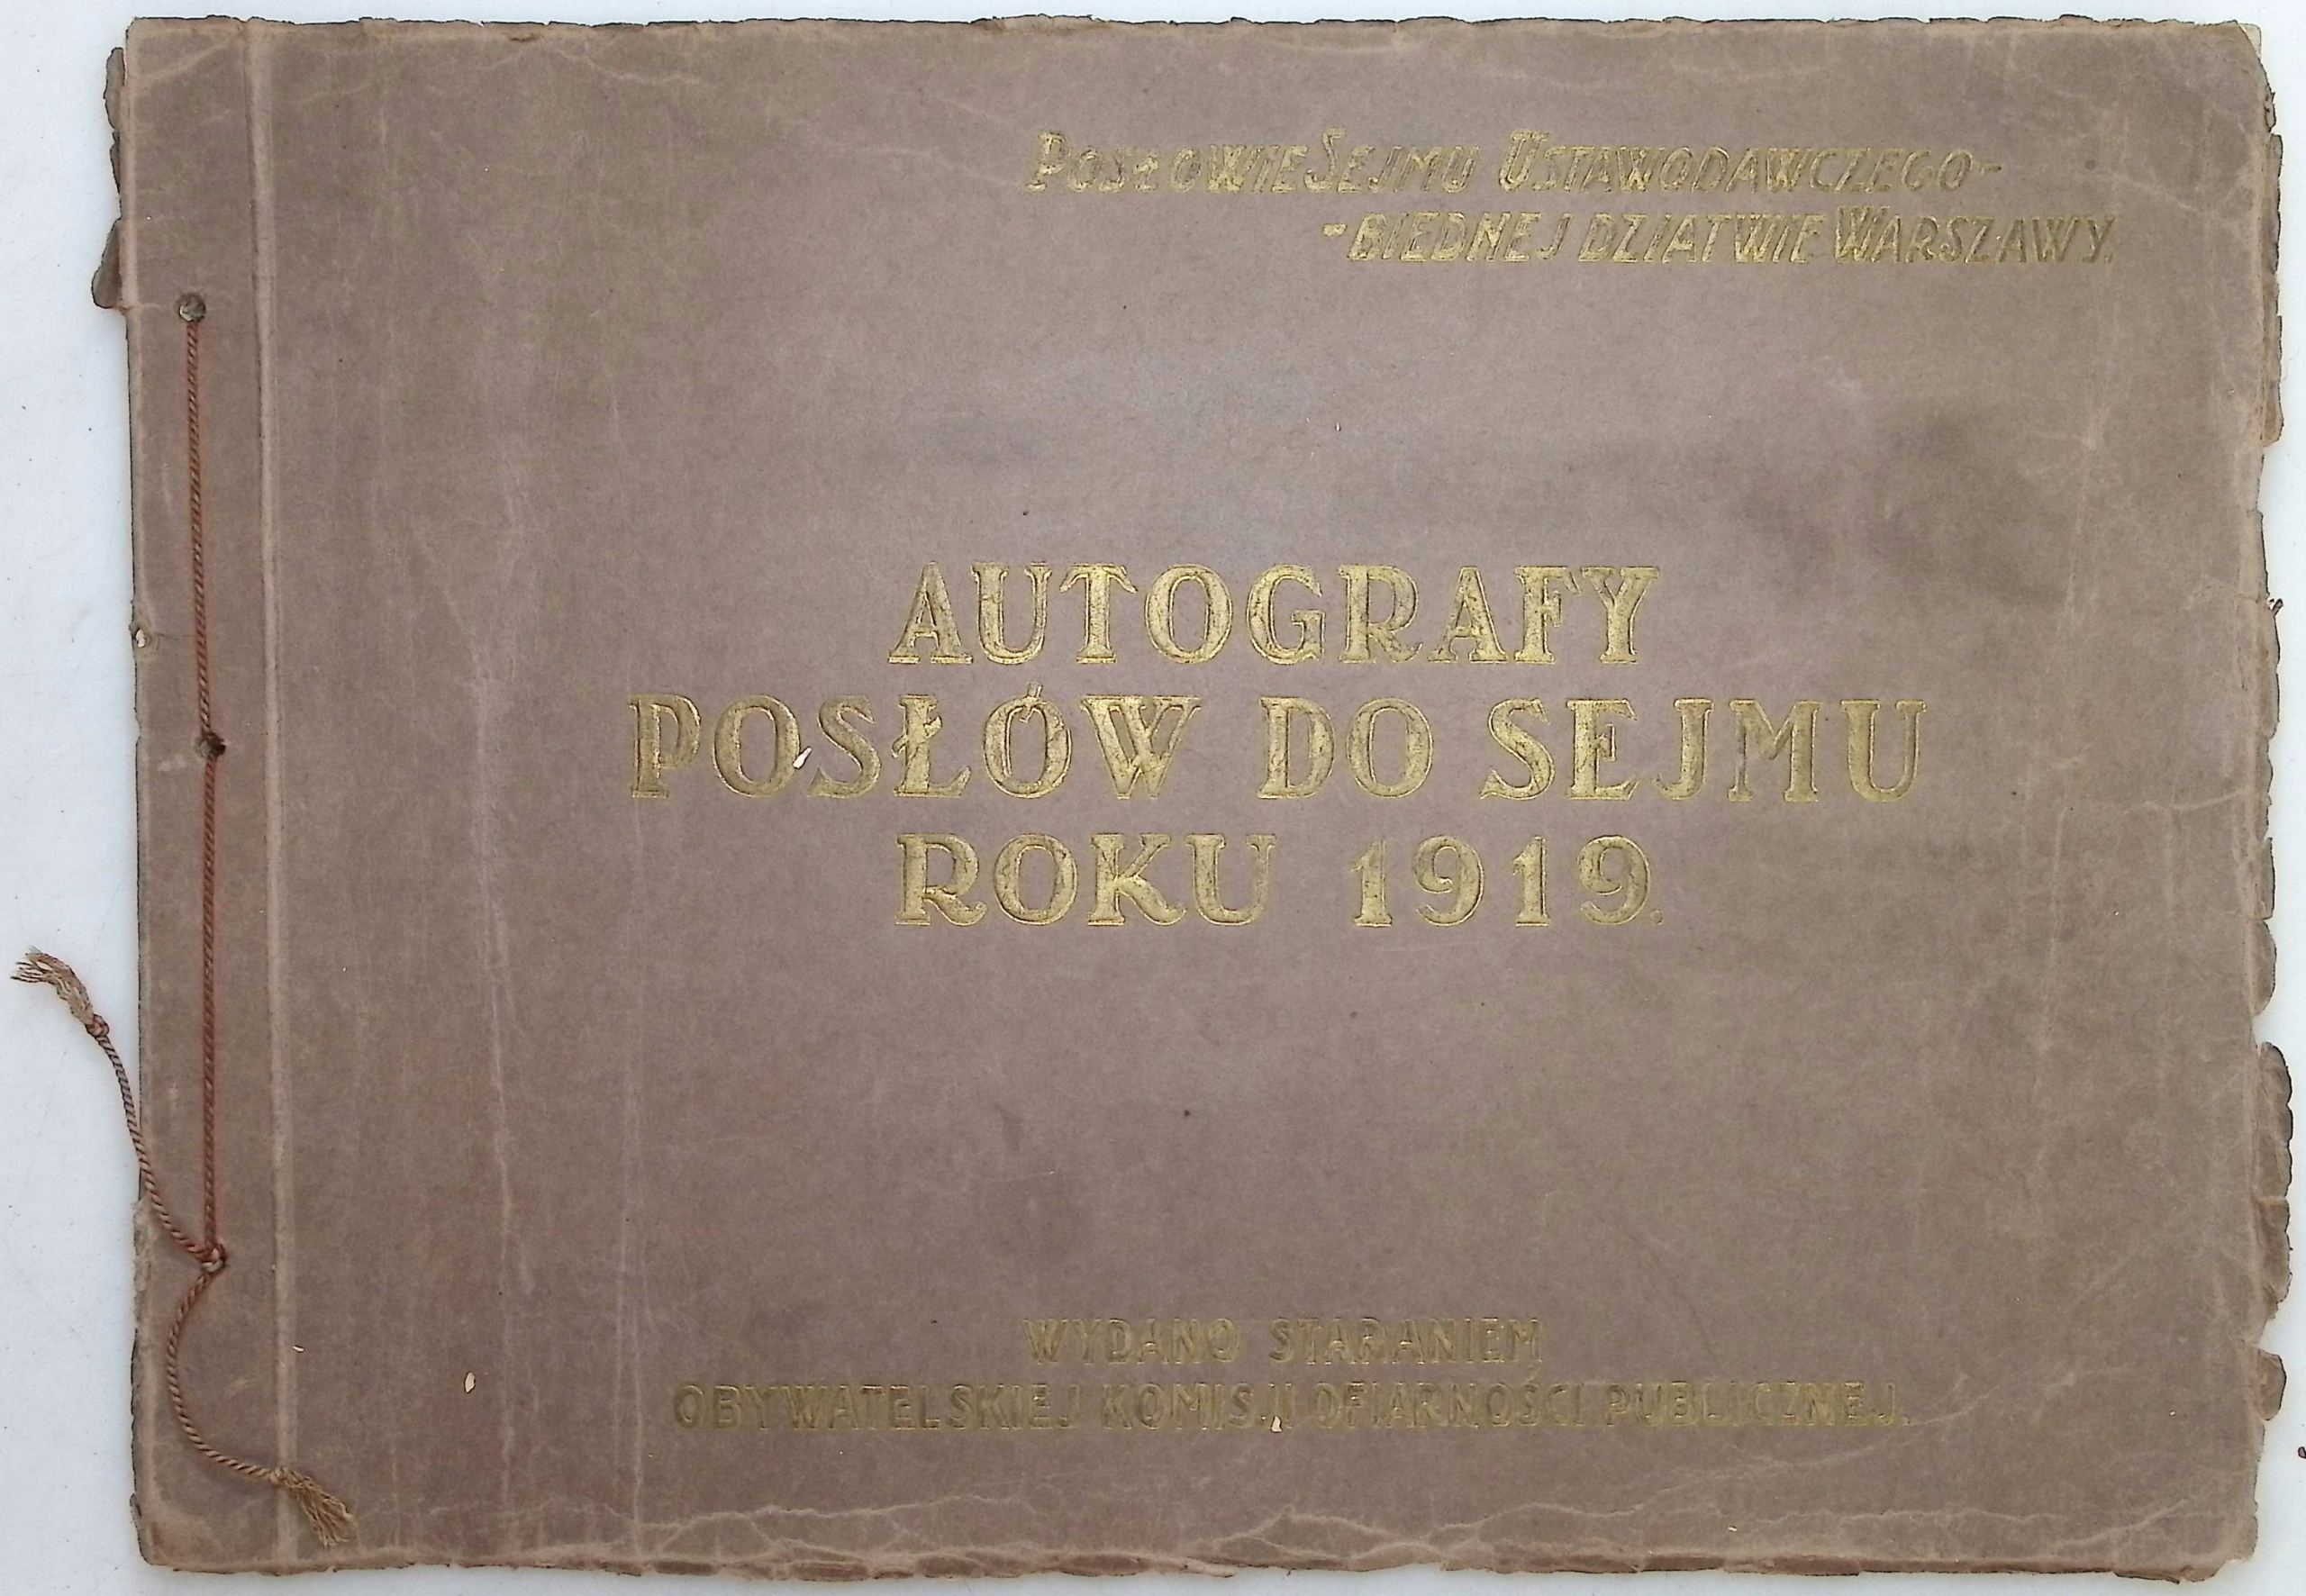 POSŁOWIE SEJMU USTAWODAWCZEGO-
-BIEDNEJ DZIATWIE WARSZAWY.
AUTOGRAFY
POSŁÓW DO SEJMU
ROKU 1919.
WYDANO STARANIEM
OBYWATELSKIEJ KOMISJI OFIARNOŚCI PUBLICZNEJ.